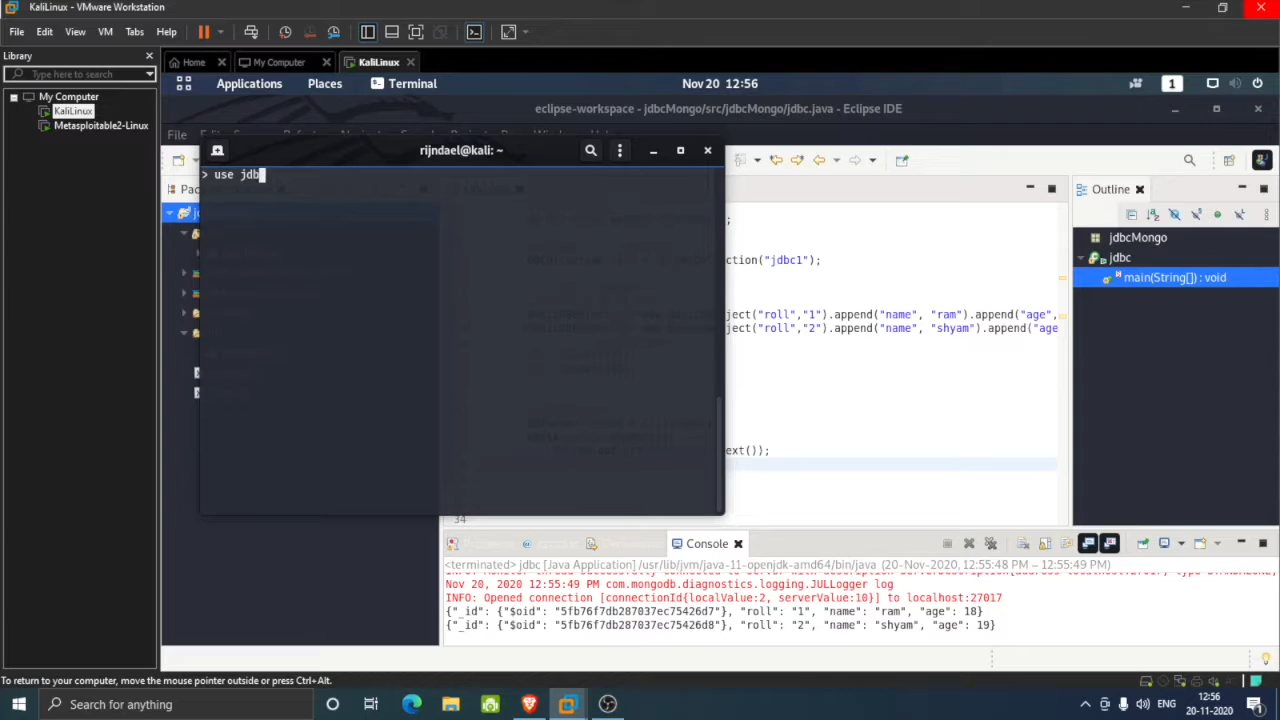 KaliLinux - VMware Workstation
File Edit View VM Tabs Help
Library
Type here to search
My Computer
KaliLinux
Metasploitable2-Linux
Home My Computer KaliLinux
Applications Places Terminal Nov 20 12:56 1
eclipse-workspace - jdbcMongo/src/jdbcMongo/jdbc.java - Eclipse IDE
File
rijndael@kali: ~
> use jdb
Outline
jdbcMongo
jdbc
main(String[]) : void
ction("jdbc1");
ject("roll","1").append("name", "ram").append("age",
ject("roll","2").append("name", "shyam").append("age
ext());
34
Console
<terminated> jdbc [Java Application] /usr/lib/jvm/java-11-openjdk-amd64/bin/java (20-Nov-2020, 12:55:48 PM – 12:55:49 PM)
Nov 20, 2020 12:55:49 PM com.mongodb.diagnostics.logging.JULLogger log
INFO: Opened connection [connectionId{localValue:2, serverValue:10}] to localhost:27017
{"_id": {"$oid": "5fb76f7db287037ec75426d7"}, "roll": "1", "name": "ram", "age": 18}
{"_id": {"$oid": "5fb76f7db287037ec75426d8"}, "roll": "2", "name": "shyam", "age": 19}
To return to your computer, move the mouse pointer outside or press Ctrl+Alt.
Search for anything
ENG
12:56
20-11-2020
1